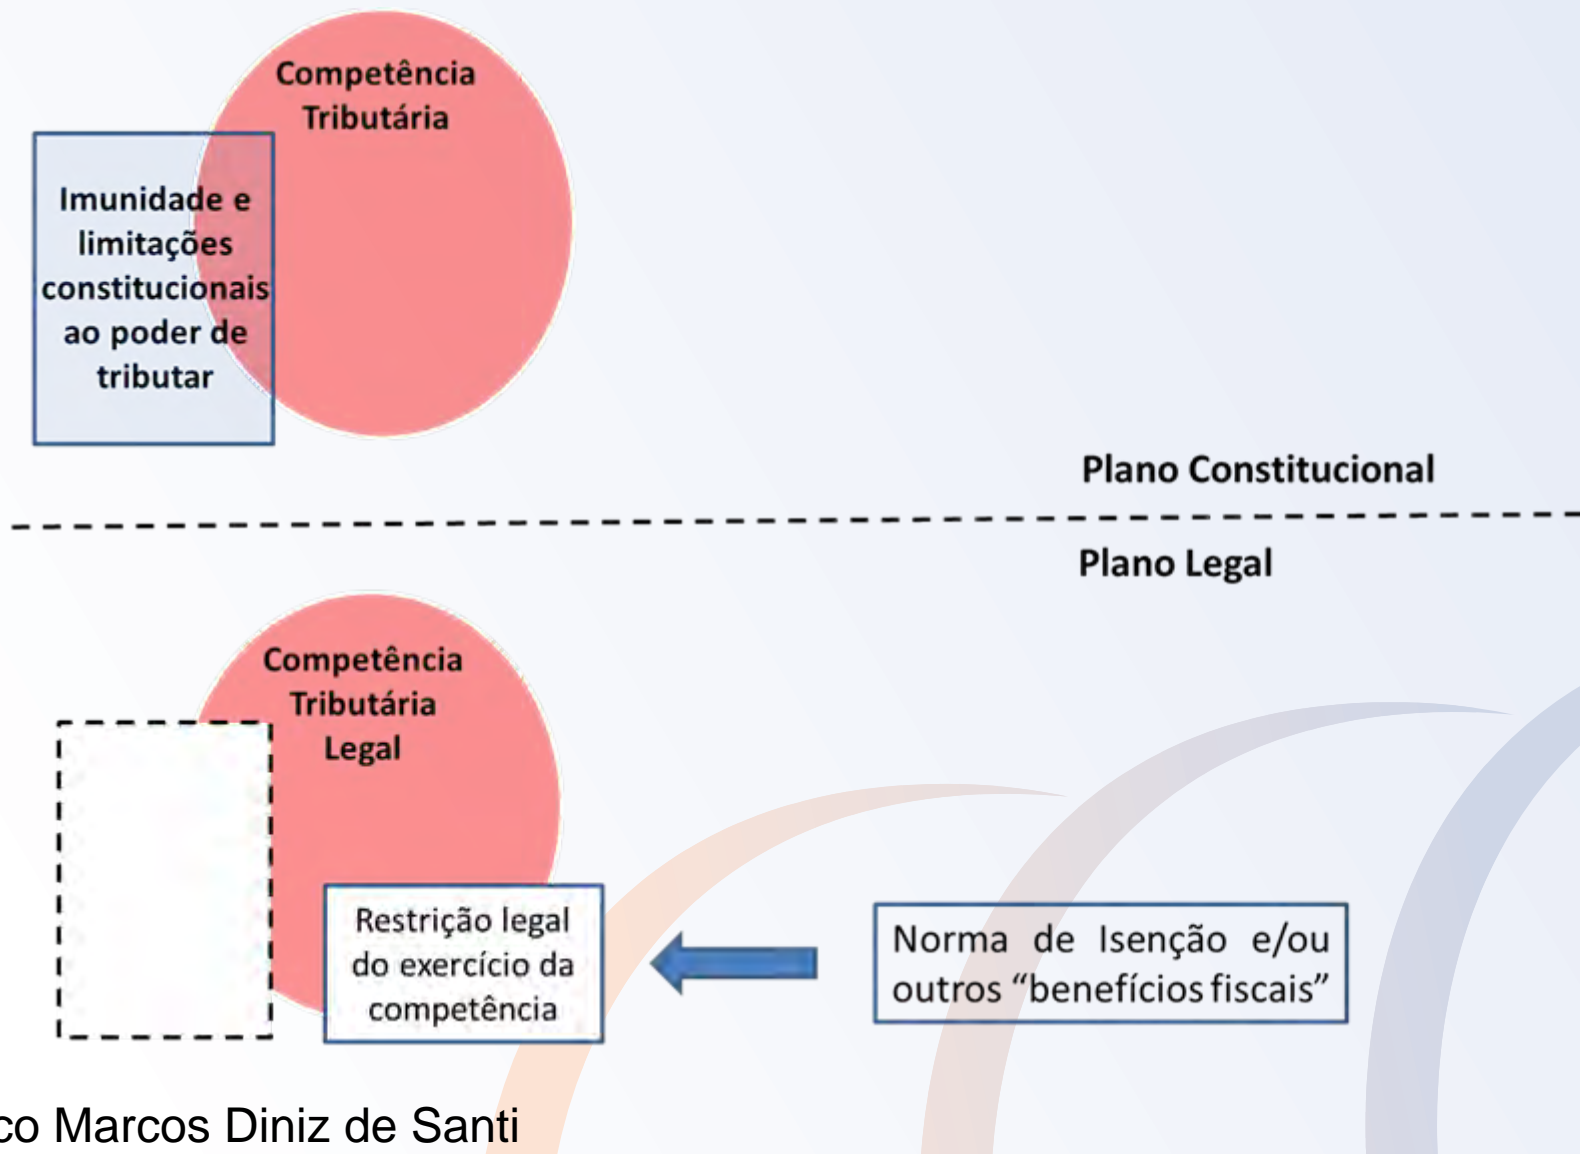 Competência
Tributária
Imunidade e
limitações
constitucionais
ao poder de
tributar
Plano Constitucional
Plano Legal
Competência
Tributária
Legal
Restrição legal
do exercício da
competência
Norma de Isenção e/ou
outros “benefícios fiscais”
co Marcos Diniz de Santi